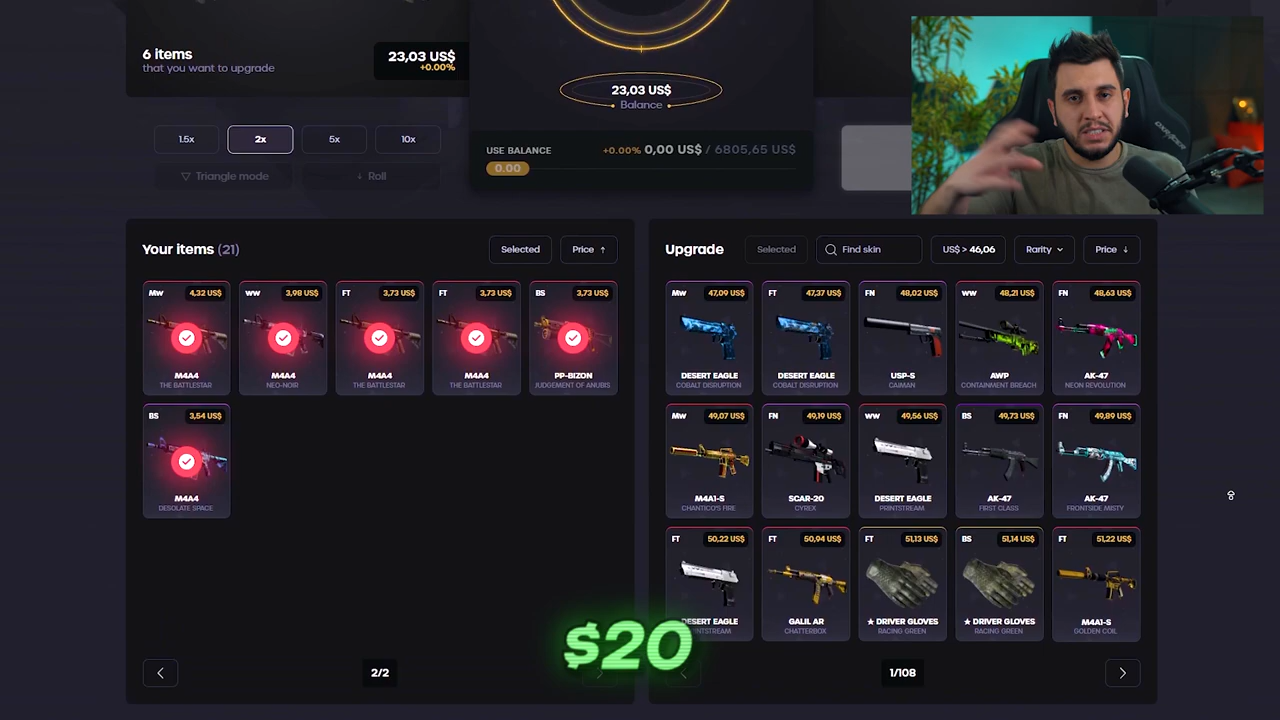 6 items
that you want to upgrade
23,03 US$
+0.00%
23,03 US$
Balance
1.5x
2x
5x
10x
Triangle mode
Roll
USE BALANCE
+0.00% 0,00 US$ / 6805,65 US$
0.00
Your items (21)
Selected
Price ↑
Mw 4,32 US$
M4A4
THE BATTLESTAR
WW 3,98 US$
M4A4
NEO-NOIR
FT 3,73 US$
M4A4
THE BATTLESTAR
FT 3,73 US$
M4A4
THE BATTLESTAR
BS 3,73 US$
PP-BIZON
JUDGEMENT OF ANUBIS
BS 3,54 US$
M4A4
DESOLATE SPACE
2/2
Upgrade
Selected
Find skin
US$ > 46,06
Rarity
Price ↓
Mw 47,09 US$
DESERT EAGLE
COBALT DISRUPTION
FT 47,37 US$
DESERT EAGLE
COBALT DISRUPTION
FN 48,02 US$
USP-S
CAIMAN
WW 48,21 US$
AWP
CONTAINMENT BREACH
FN 48,63 US$
AK-47
NEON REVOLUTION
Mw 49,07 US$
M4A1-S
CHANTICO'S FIRE
FN 49,19 US$
SCAR-20
CYREX
WW 49,56 US$
DESERT EAGLE
PRINTSTREAM
BS 49,73 US$
AK-47
FIRST CLASS
FN 49,89 US$
AK-47
FRONTSIDE MISTY
FT 50,22 US$
DESERT EAGLE
PRINTSTREAM
FT 50,94 US$
GALIL AR
CHATTERBOX
FT 51,13 US$
★ DRIVER GLOVES
RACING GREEN
BS 51,14 US$
★ DRIVER GLOVES
RACING GREEN
FT 51,22 US$
M4A1-S
GOLDEN COIL
1/108
$20